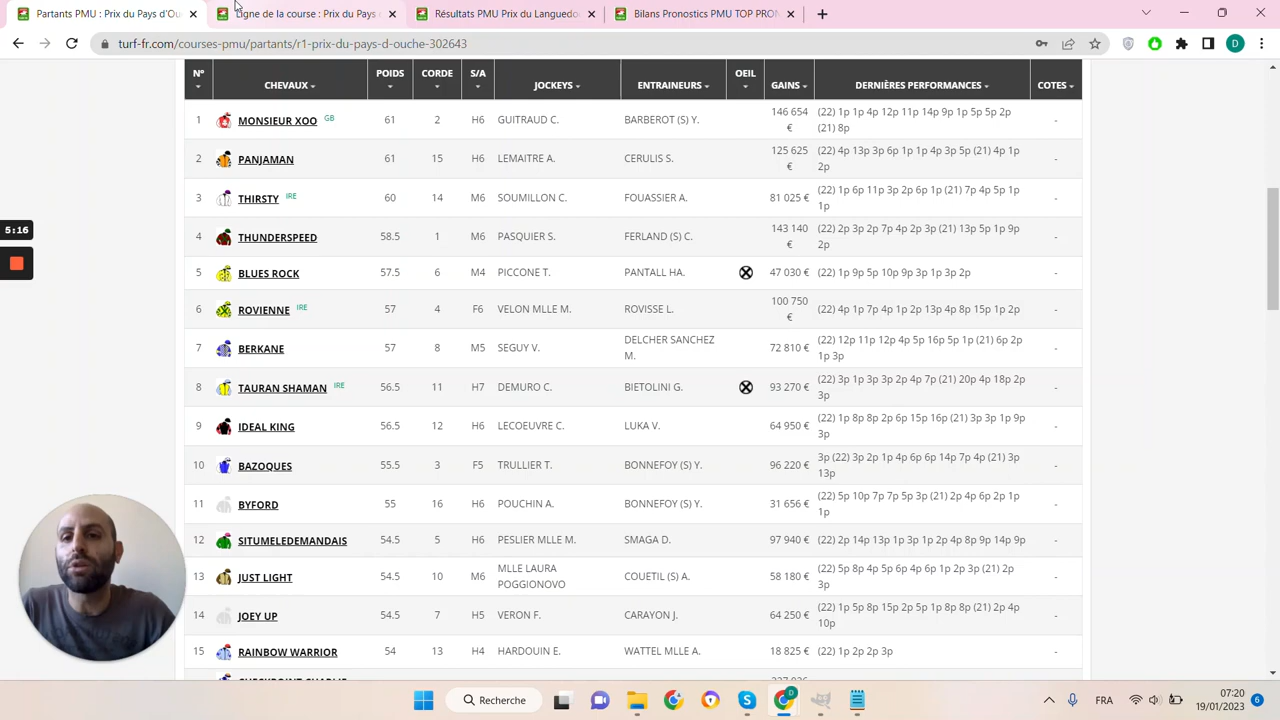 Partants PMU : Prix du Pays d'Ou
Ligne de la course : Prix du Pays
Résultats PMU Prix du Languedo
Bilans Pronostics PMU TOP PRON
turf-fr.com/courses-pmu/partants/r1-prix-du-pays-d-ouche-302643
D
N° CHEVAUX POIDS CORDE S/A JOCKEYS ENTRAINEURS OEIL GAINS DERNIÈRES PERFORMANCES COTES
1 MONSIEUR XOO GB 61 2 H6 GUITRAUD C. BARBEROT (S) Y. 146 654 € (22) 1p 1p 4p 12p 11p 14p 9p 1p 5p 5p 2p (21) 8p -
2 PANJAMAN 61 15 H6 LEMAITRE A. CERULIS S. 125 625 € (22) 4p 13p 3p 6p 1p 1p 4p 3p 5p (21) 4p 1p 2p -
3 THIRSTY IRE 60 14 M6 SOUMILLON C. FOUASSIER A. 81 025 € (22) 1p 6p 11p 3p 2p 6p 1p (21) 7p 4p 5p 1p 1p -
4 THUNDERSPEED 58.5 1 M6 PASQUIER S. FERLAND (S) C. 143 140 € (22) 2p 3p 2p 7p 4p 2p 3p (21) 13p 5p 1p 9p 2p -
5 BLUES ROCK 57.5 6 M4 PICCONE T. PANTALL HA. 47 030 € (22) 1p 9p 5p 10p 9p 3p 1p 3p 2p -
6 ROVIENNE IRE 57 4 F6 VELON MLLE M. ROVISSE L. 100 750 € (22) 4p 1p 7p 4p 1p 2p 13p 4p 8p 15p 1p 2p -
7 BERKANE 57 8 M5 SEGUY V. DELCHER SANCHEZ M. 72 810 € (22) 12p 11p 12p 4p 5p 16p 5p 1p (21) 6p 2p 1p 3p -
8 TAURAN SHAMAN IRE 56.5 11 H7 DEMURO C. BIETOLINI G. 93 270 € (22) 3p 1p 3p 3p 2p 4p 7p (21) 20p 4p 18p 2p 3p -
9 IDEAL KING 56.5 12 H6 LECOEUVRE C. LUKA V. 64 950 € (22) 1p 8p 8p 2p 6p 15p 16p (21) 3p 3p 1p 9p 3p -
10 BAZOQUES 55.5 3 F5 TRULLIER T. BONNEFOY (S) Y. 96 220 € 3p (22) 3p 2p 1p 4p 6p 6p 14p 7p 4p (21) 3p 13p -
11 BYFORD 55 16 H6 POUCHIN A. BONNEFOY (S) Y. 31 656 € (22) 5p 10p 7p 7p 5p 3p (21) 2p 4p 6p 2p 1p 1p -
12 SITUMELEDEMANDAIS 54.5 5 H6 PESLIER MLLE M. SMAGA D. 97 940 € (22) 2p 14p 13p 1p 3p 1p 2p 4p 8p 9p 14p 9p -
13 JUST LIGHT 54.5 10 M6 MLLE LAURA POGGIONOVO COUETIL (S) A. 58 180 € (22) 5p 8p 4p 5p 6p 4p 6p 1p 2p 3p (21) 2p 3p -
14 JOEY UP 54.5 7 H5 VERON F. CARAYON J. 64 250 € (22) 1p 5p 8p 15p 2p 5p 1p 8p 8p (21) 2p 4p 10p -
15 RAINBOW WARRIOR 54 13 H4 HARDOUIN E. WATTEL MLLE A. 18 825 € (22) 1p 2p 2p 3p -
5:16
Recherche
D
FRA
07:20
19/01/2023
6